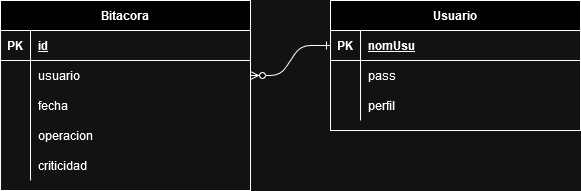 Bitacora
PK id
usuario
fecha
operacion
criticidad
Usuario
PK nomUsu
pass
perfil